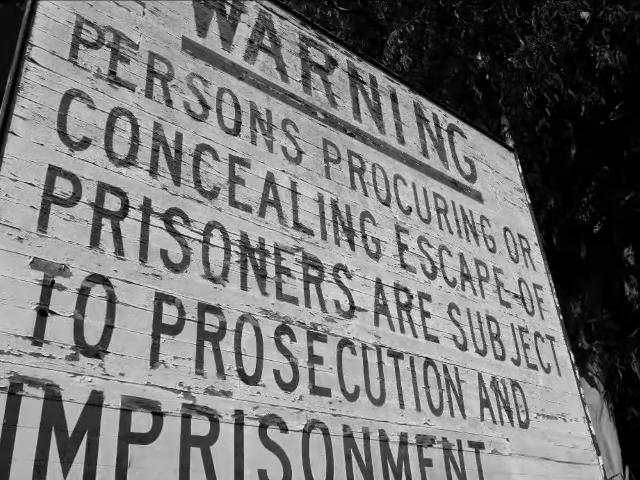 WARNING
PERSONS PROCURING OR
CONCEALING ESCAPE OF
PRISONERS ARE SUBJECT
TO PROSECUTION AND
IMPRISONMENT